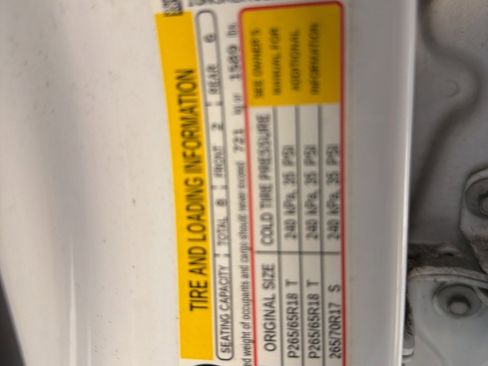 TIRE AND LOADING INFORMATION
SEATING CAPACITY TOTAL 8 FRONT 2 REAR 6
ed weight of occupants and cargo should never exceed 721 kg or 1589 lbs.
ORIGINAL SIZE COLD TIRE PRESSURE SEE OWNER'S
MANUAL FOR
ADDITIONAL
INFORMATION
P265/65R18 T 240 kPa, 35 PSI
P265/65R18 T 240 kPa, 35 PSI
265/70R17 S 240 kPa, 35 PSI